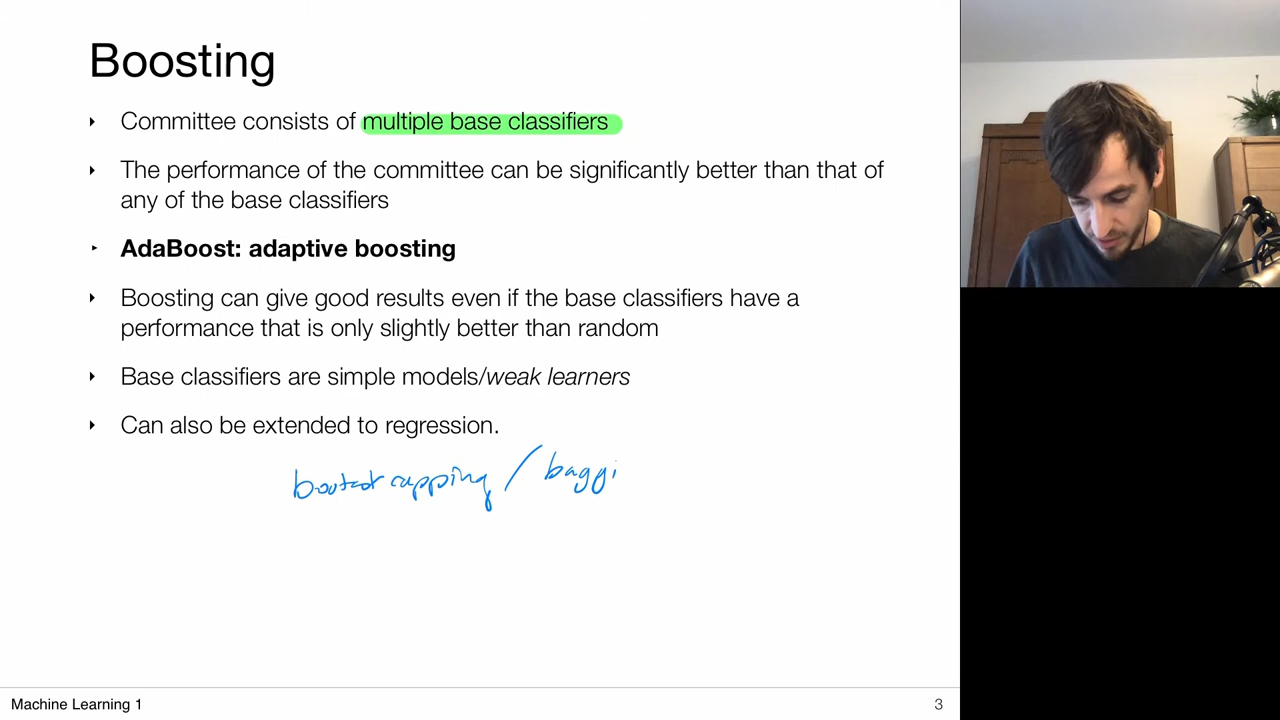 Boosting
Committee consists of multiple base classifiers
The performance of the committee can be significantly better than that of
any of the base classifiers
AdaBoost: adaptive boosting
Boosting can give good results even if the base classifiers have a
performance that is only slightly better than random
Base classifiers are simple models/weak learners
Can also be extended to regression.
bootstrapping / baggi
Machine Learning 1
3